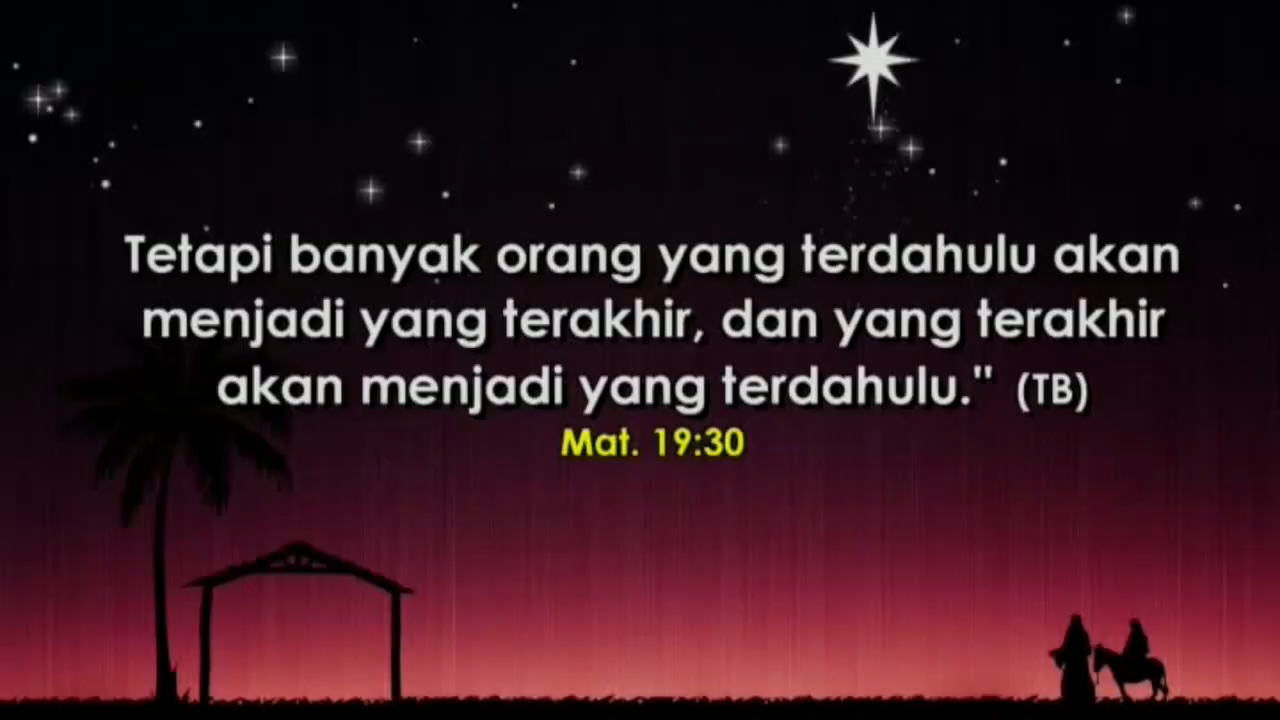 Tetapi banyak orang yang terdahulu akan
menjadi yang terakhir, dan yang terakhir
akan menjadi yang terdahulu." (TB)
Mat. 19:30